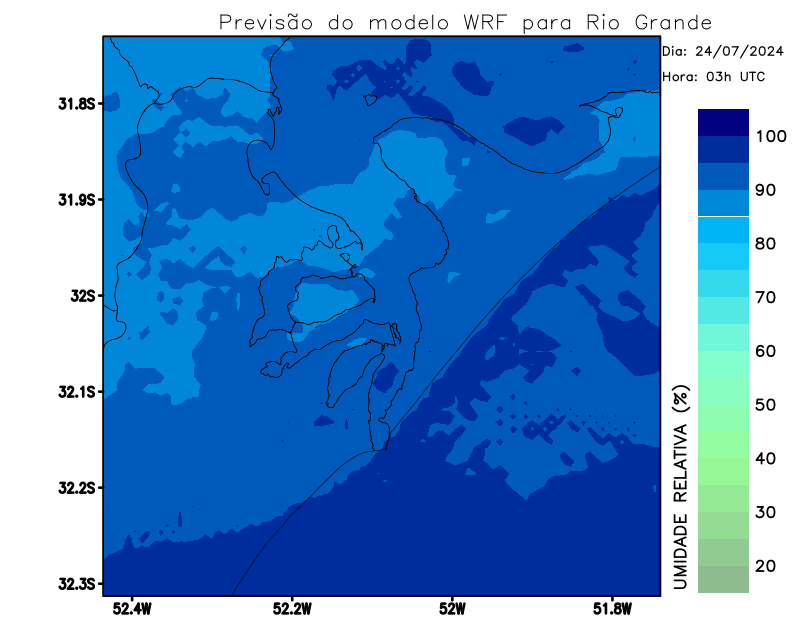 Previsão do modelo WRF para Rio Grande
Dia: 24/07/2024
Hora: 03h UTC
31.8S
31.9S
32S
32.1S
32.2S
32.3S
52.4W
52.2W
52W
51.8W
100
90
80
70
60
50
40
30
20
UMIDADE RELATIVA (%)